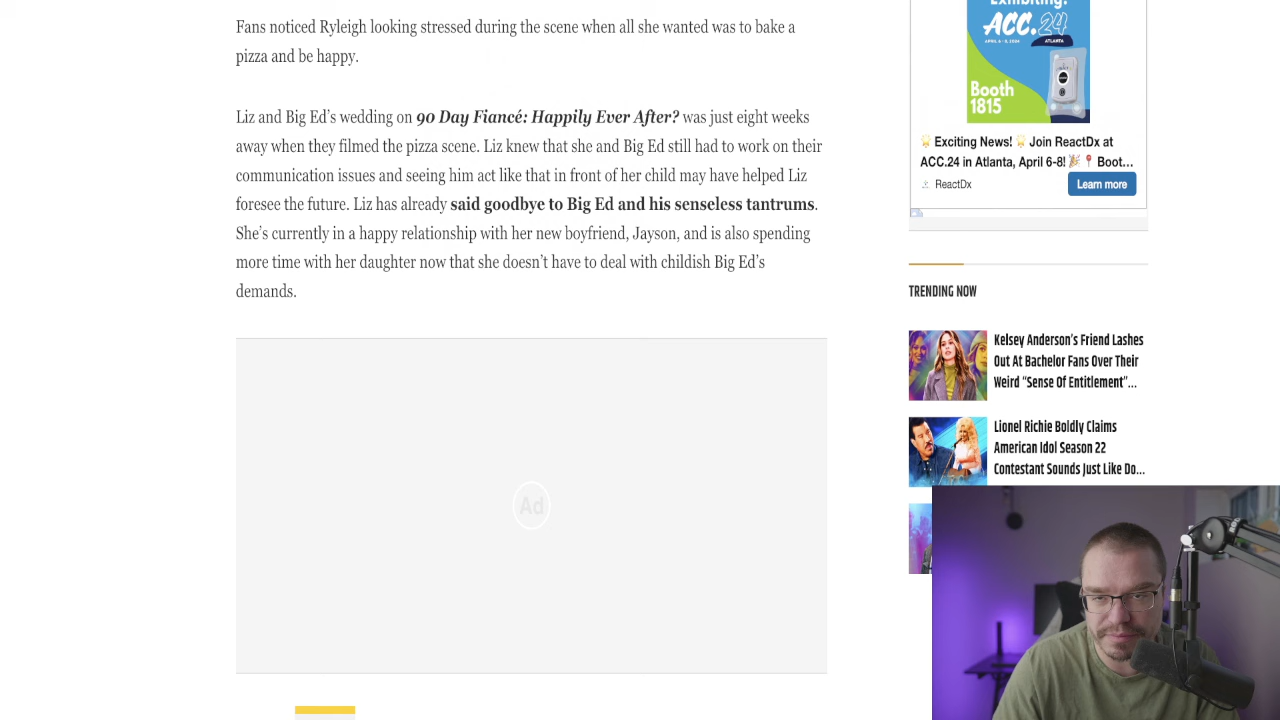 Fans noticed Ryleigh looking stressed during the scene when all she wanted was to bake a
pizza and be happy.
Liz and Big Ed’s wedding on 90 Day Fiancé: Happily Ever After? was just eight weeks
away when they filmed the pizza scene. Liz knew that she and Big Ed still had to work on their
communication issues and seeing him act like that in front of her child may have helped Liz
foresee the future. Liz has already said goodbye to Big Ed and his senseless tantrums.
She’s currently in a happy relationship with her new boyfriend, Jayson, and is also spending
more time with her daughter now that she doesn’t have to deal with childish Big Ed’s
demands.
Ad
Exhibiting:
ACC.24
APRIL 6-8, 2024
ATLANTA
Booth
1815
🌟 Exciting News! 🌟 Join ReactDx at
ACC.24 in Atlanta, April 6-8! 🎉 📍 Boot...
ReactDx
Learn more
TRENDING NOW
Kelsey Anderson’s Friend Lashes
Out At Bachelor Fans Over Their
Weird “Sense Of Entitlement”...
Lionel Richie Boldly Claims
American Idol Season 22
Contestant Sounds Just Like Do...